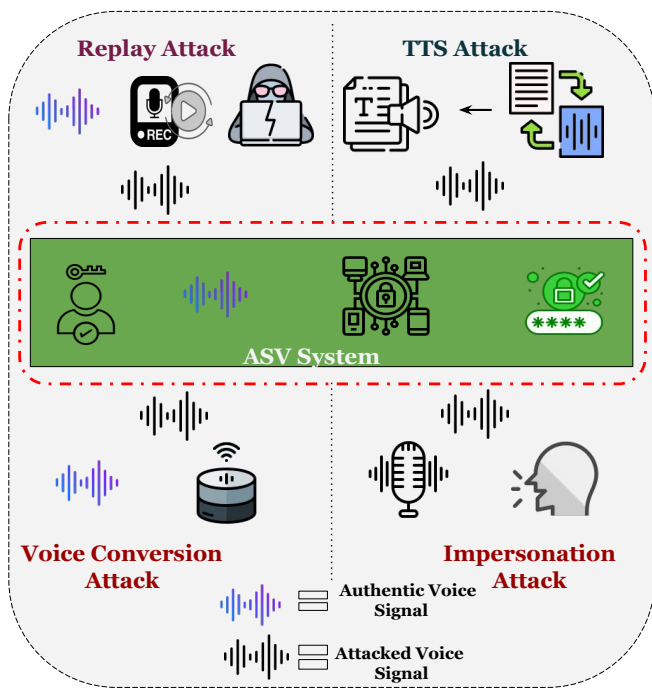 Replay Attack
TTS Attack
REC
T
****
ASV System
Voice Conversion
Attack
Impersonation
Attack
Authentic Voice
Signal
Attacked Voice
Signal